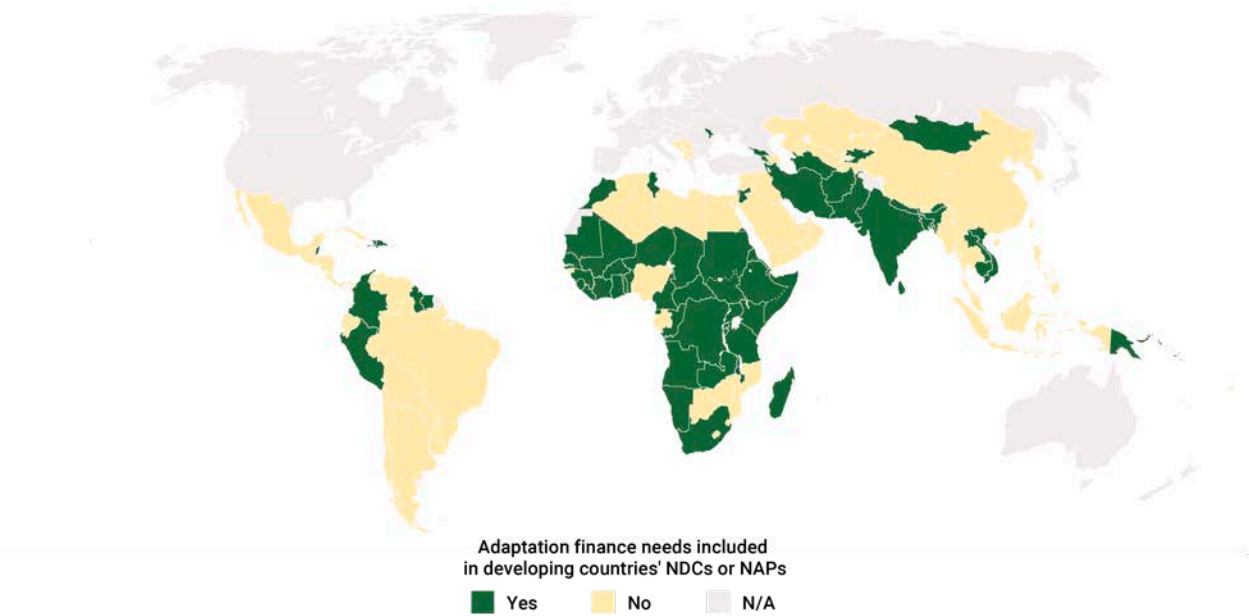 Adaptation finance needs included
in developing countries' NDCs or NAPs
Yes No N/A